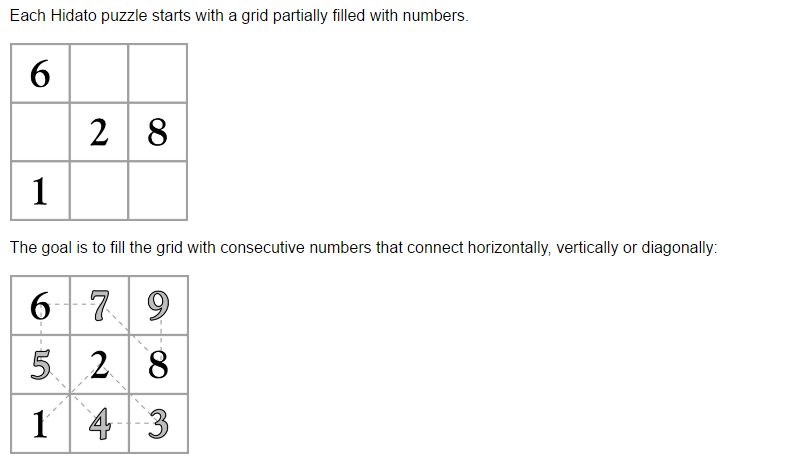 Each Hidato puzzle starts with a grid partially filled with numbers.
6
2 8
1
The goal is to fill the grid with consecutive numbers that connect horizontally, vertically or diagonally:
6 7 9
5 2 8
1 4 3